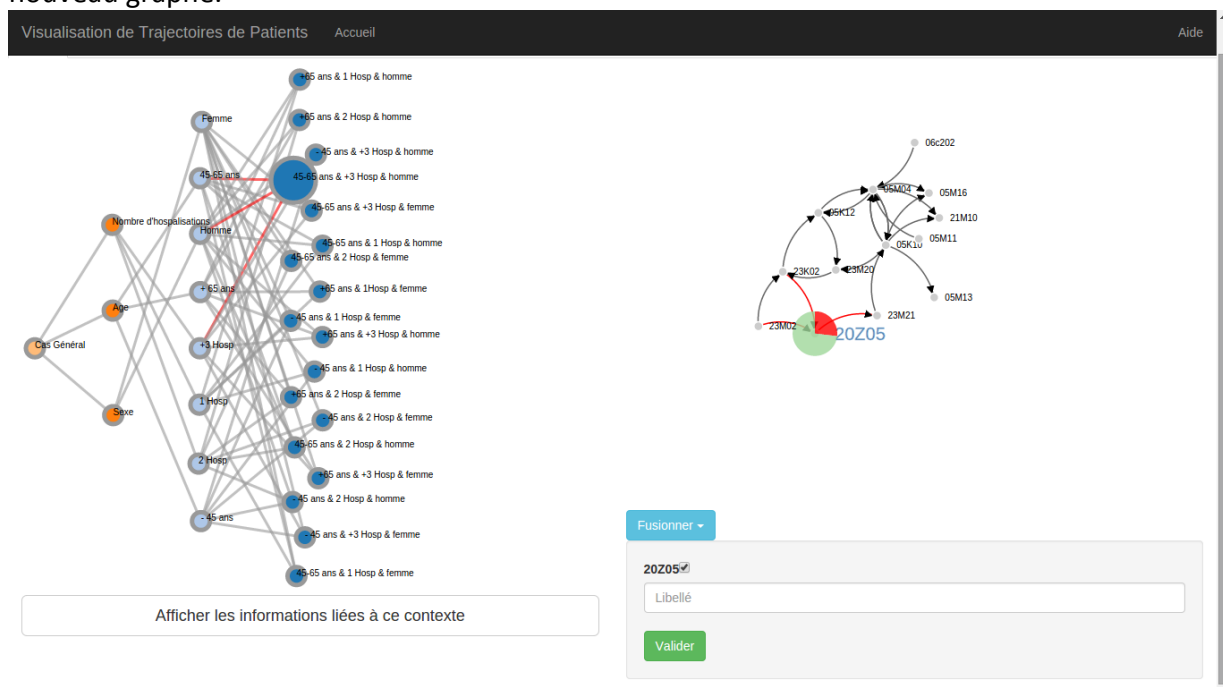 nouveau graphe.
Visualisation de Trajectoires de Patients Accueil Aide
+65 ans & 1 Hosp & homme
+65 ans & 2 Hosp & homme
Femme
- 45 ans & +3 Hosp & homme
45-65 ans
45-65 ans & +3 Hosp & homme
45-65 ans & +3 Hosp & femme
Nombre d'hospalisations
Homme
45-65 ans & 1 Hosp & homme
45-65 ans & 2 Hosp & femme
+ 65 ans
+65 ans & 1Hosp & femme
Age
- 45 ans & 1 Hosp & femme
+65 ans & +3 Hosp & homme
Cas Général
+3 Hosp
- 45 ans & 1 Hosp & homme
+65 ans & 2 Hosp & femme
1 Hosp
Sexe
- 45 ans & 2 Hosp & femme
45-65 ans & 2 Hosp & homme
2 Hosp
+65 ans & +3 Hosp & femme
- 45 ans & 2 Hosp & homme
- 45 ans
- 45 ans & +3 Hosp & femme
45-65 ans & 1 Hosp & femme
Afficher les informations liées à ce contexte
06c202
05M04
05M16
05K12
21M10
05M11
05K10
23K02
23M20
05M13
23M21
23M02
20Z05
Fusionner
20Z05
Libellé
Valider